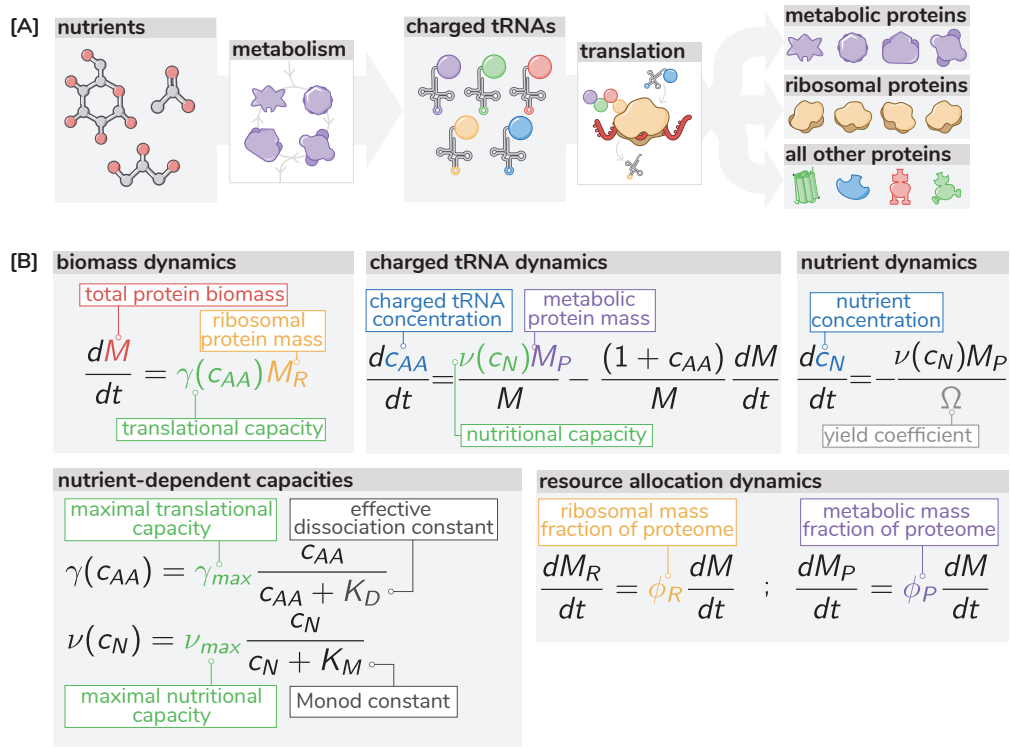 [A]
nutrients
metabolism
charged tRNAs
translation
metabolic proteins
ribosomal proteins
all other proteins
[B]
biomass dynamics
total protein biomass
ribosomal
protein mass
dM/dt = γ(c_AA) M_R
translational capacity
charged tRNA dynamics
charged tRNA
concentration
metabolic
protein mass
dc_AA/dt = ν(c_N)M_P/M − (1 + c_AA)/M dM/dt
nutritional capacity
nutrient dynamics
nutrient
concentration
dc_N/dt = −ν(c_N)M_P/Ω
yield coefficient
nutrient-dependent capacities
maximal translational
capacity
effective
dissociation constant
γ(c_AA) = γ_max c_AA/(c_AA + K_D)
ν(c_N) = ν_max c_N/(c_N + K_M)
maximal nutritional
capacity
Monod constant
resource allocation dynamics
ribosomal mass
fraction of proteome
metabolic mass
fraction of proteome
dM_R/dt = ϕ_R dM/dt ; dM_P/dt = ϕ_P dM/dt